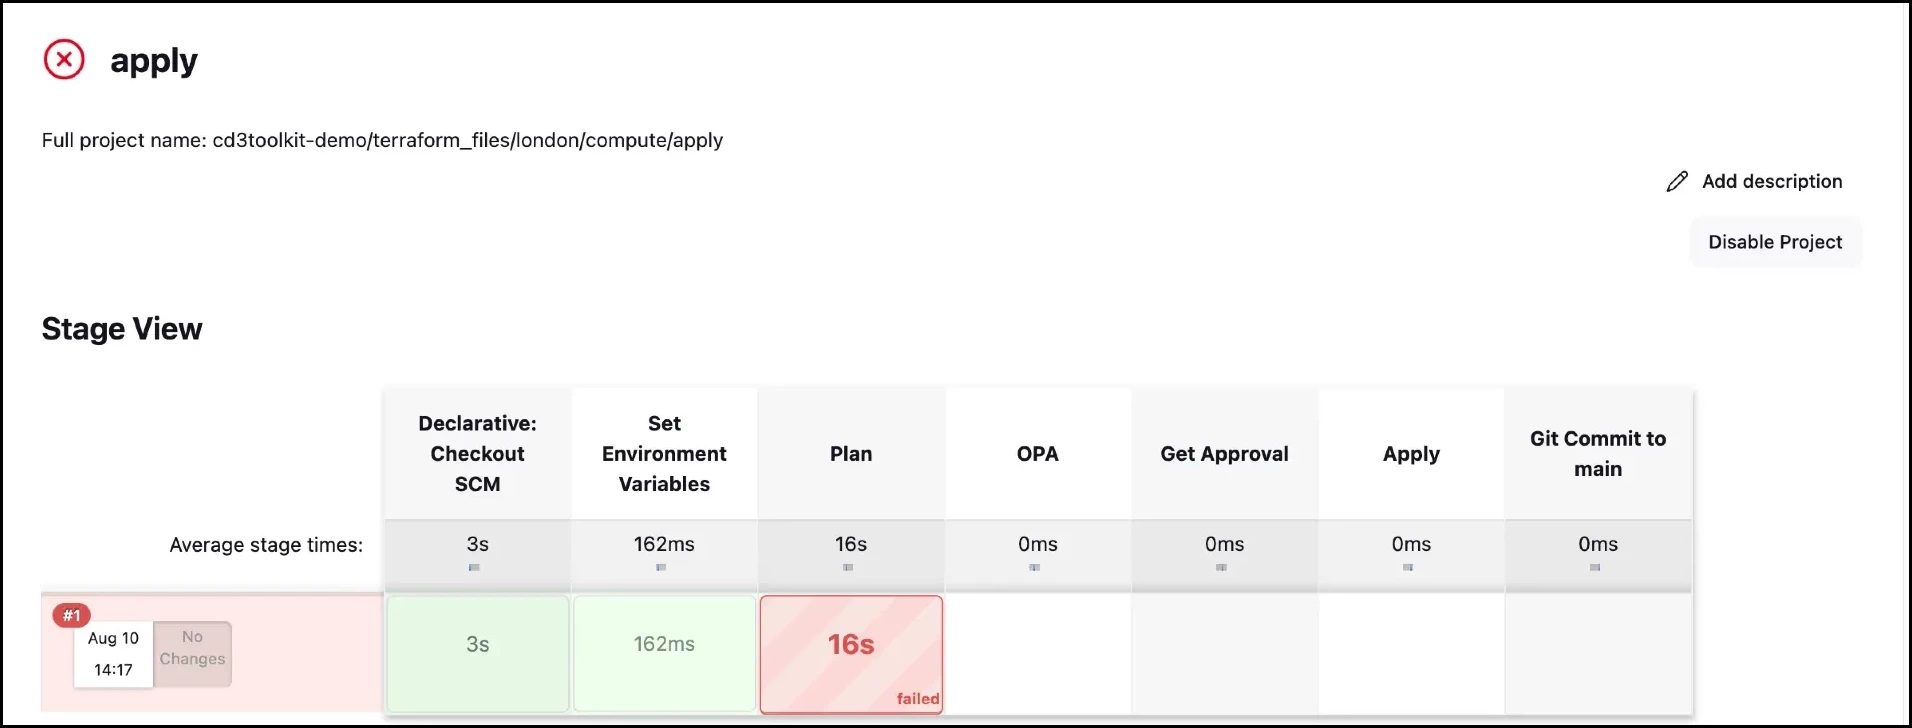 apply
Full project name: cd3toolkit-demo/terraform_files/london/compute/apply
Add description
Disable Project
Stage View
Declarative:
Checkout
SCM
Set
Environment
Variables
Plan
OPA
Get Approval
Apply
Git Commit to
main
Average stage times:
3s
162ms
16s
0ms
0ms
0ms
0ms
#1
Aug 10
14:17
No
Changes
3s
162ms
16s
failed